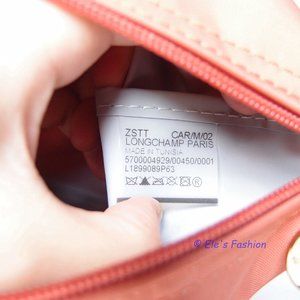 ZSTT CAR/M/02
LONGCHAMP PARIS
MADE IN TUNISIA
5700004929/00450/0001
L1899089P63
© Ele's Fashion